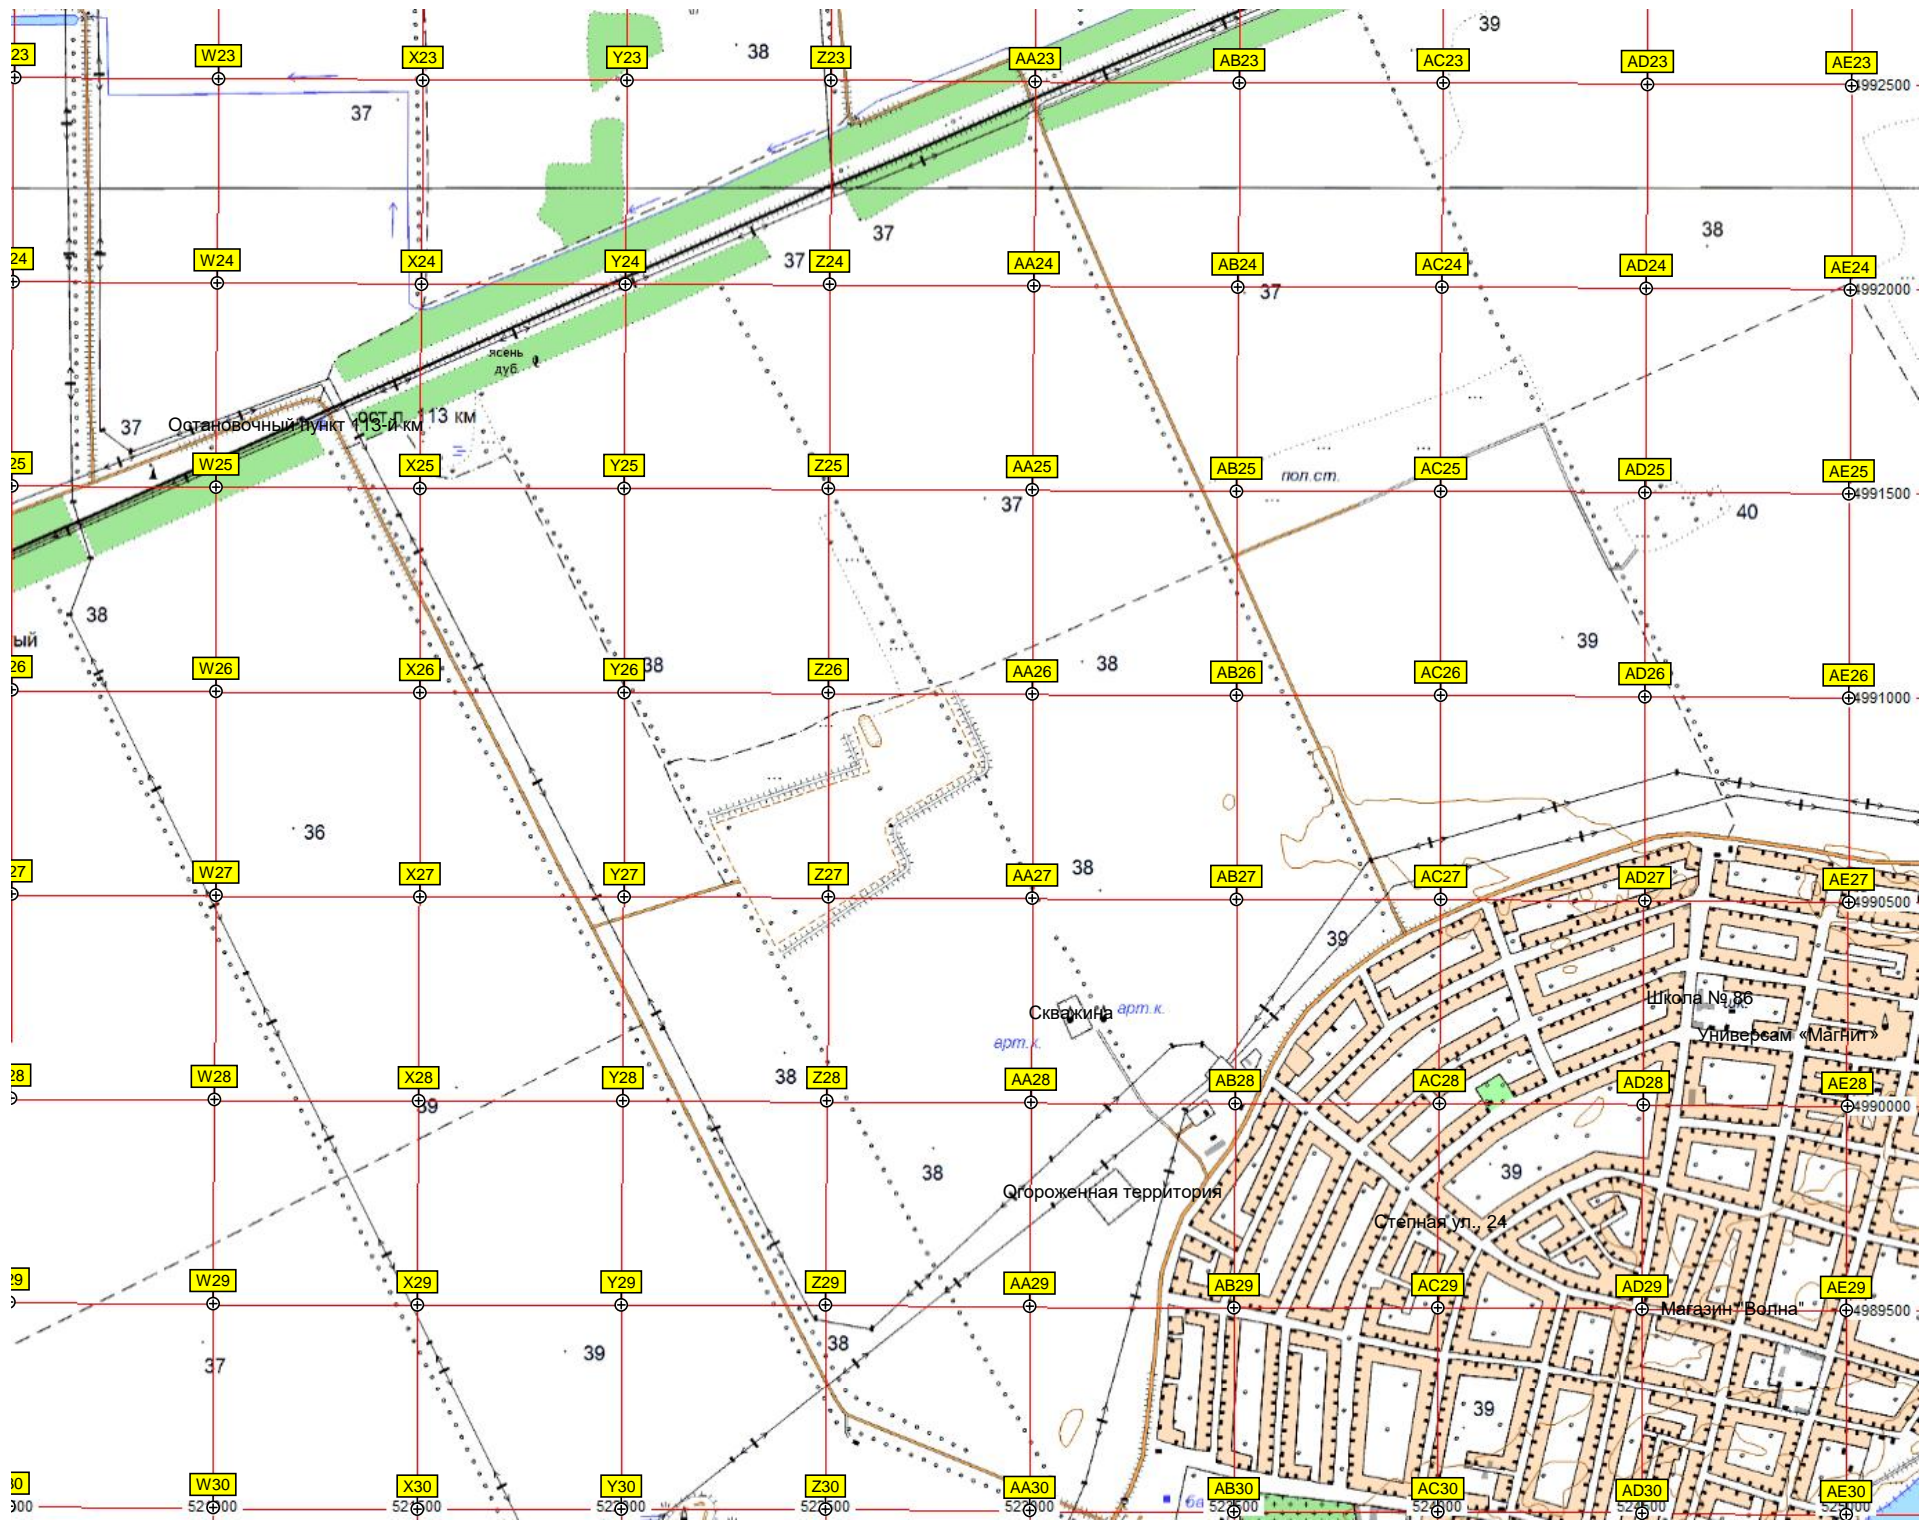 39
38
23 W23 X23 Y23 Z23 AA23 AB23 AC23 AD23 AE23
4992500
37
37
38
24 W24 X24 Y24 Z24 AA24 AB24 AC24 AD24 AE24
37
37
4992000
ясень
дуб
37
ост.п. 113 км
Остановочный пункт 113-й км
25 W25 X25 Y25 Z25 AA25 AB25 AC25 AD25 AE25
пол.ст.
4991500
37
40
38
ый
39
26 W26 X26 Y26 Z26 AA26 AB26 AC26 AD26 AE26
38
38
4991000
36
27 W27 X27 Y27 Z27 AA27 AB27 AC27 AD27 AE27
38
4990500
39
Школа № 86
шк.
Скважина
арт.к.
Универсам «Магнит»
арт.к.
28 W28 X28 Y28 Z28 AA28 AB28 AC28 AD28 AE28
38
39
4990000
38
39
Огороженная территория
Степная ул., 24
29 W29 X29 Y29 Z29 AA29 AB29 AC29 AD29 AE29
Магазин "Волна"
4989500
38
39
37
39
30 W30 X30 Y30 Z30 AA30 AB30 AC30 AD30 AE30